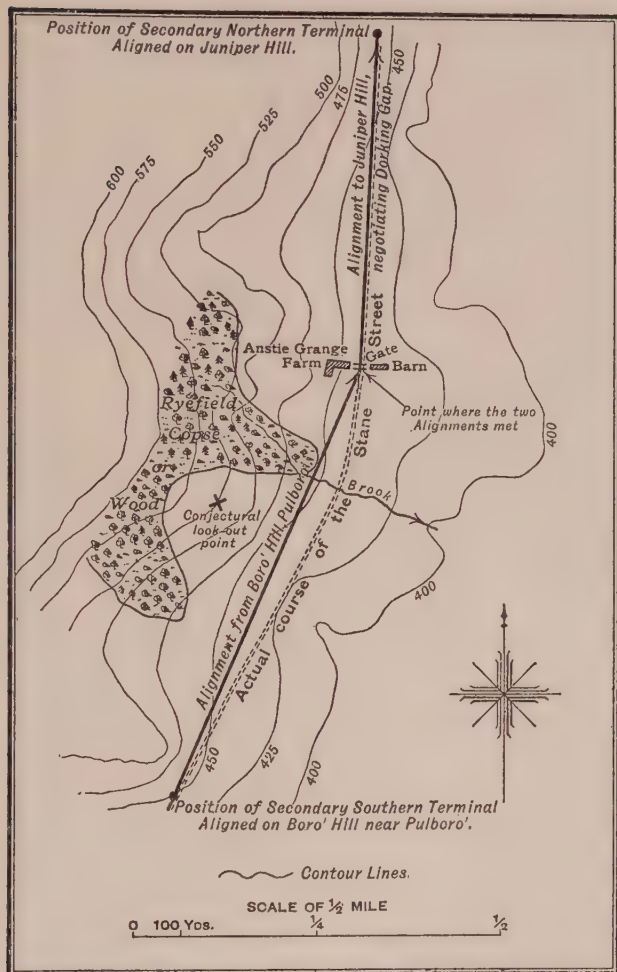 Position of Secondary Northern Terminal
Aligned on Juniper Hill.
450
500
475
525
550
575
600
Alignment to Juniper Hill,
negotiating Dorking Gap.
Street
Anstie Grange
Farm
Gate
Barn
Point where the two
Alignments met
400
Ryefield
Copse
or
Wood
Brook
Conjectural
look-out
point
Alignment from Boro' Hill, Pulboro'.
Actual course of the Stane
400
450
425
400
Position of Secondary Southern Terminal
Aligned on Boro' Hill near Pulboro'.
Contour Lines.
SCALE OF ½ MILE
0 100 YDS. ¼ ½